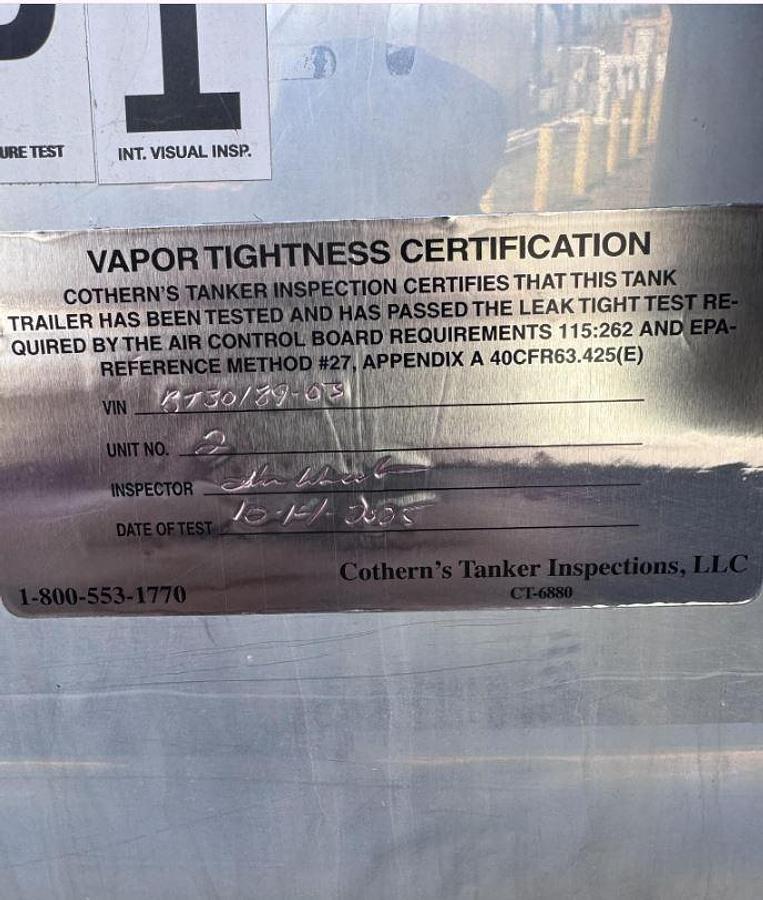 URE TEST
I
INT. VISUAL INSP.
VAPOR TIGHTNESS CERTIFICATION
COTHERN'S TANKER INSPECTION CERTIFIES THAT THIS TANK
TRAILER HAS BEEN TESTED AND HAS PASSED THE LEAK TIGHT TEST RE-
QUIRED BY THE AIR CONTROL BOARD REQUIREMENTS 115:262 AND EPA-
REFERENCE METHOD #27, APPENDIX A 40CFR63.425(E)
VIN
UNIT NO. 2
INSPECTOR
DATE OF TEST
Cothern's Tanker Inspections, LLC
1-800-553-1770
CT-6880